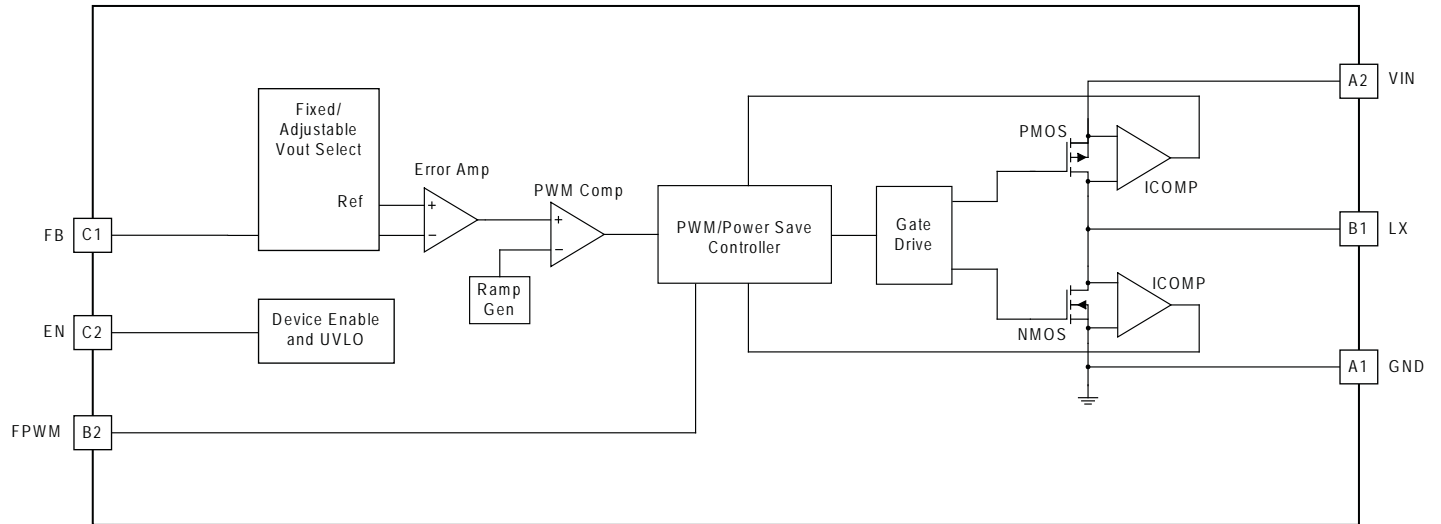 A2 VIN
Fixed/
Adjustable
Vout Select
Ref
PMOS
ICOMP
Error Amp
+
−
PWM Comp
+
−
Ramp
Gen
PWM/Power Save
Controller
Gate
Drive
FB C1
B1 LX
ICOMP
NMOS
EN C2
Device Enable
and UVLO
A1 GND
FPWM B2